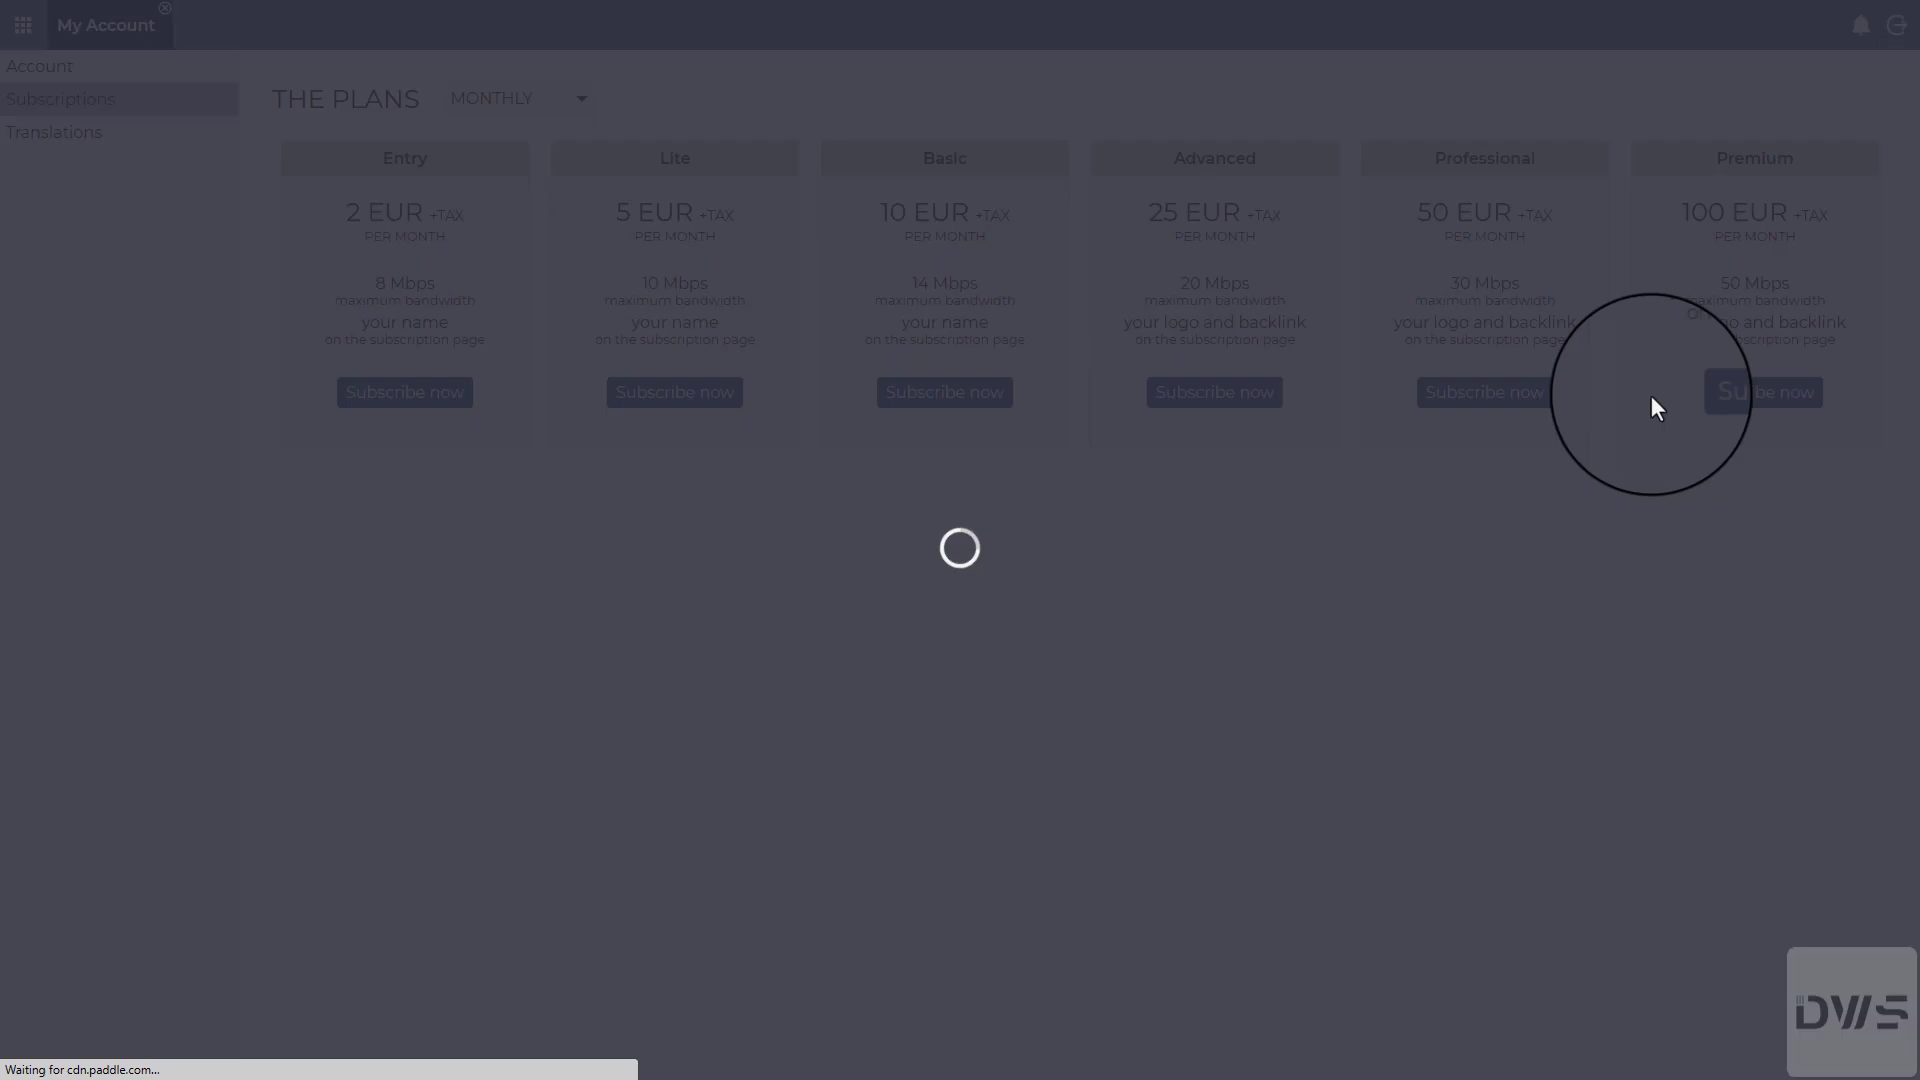 My Account
Account
Subscriptions
Translations
THE PLANS MONTHLY
Entry
2 EUR +TAX
PER MONTH
8 Mbps
maximum bandwidth
your name
on the subscription page
Subscribe now
Lite
5 EUR +TAX
PER MONTH
10 Mbps
maximum bandwidth
your name
on the subscription page
Subscribe now
Basic
10 EUR +TAX
PER MONTH
14 Mbps
maximum bandwidth
your name
on the subscription page
Subscribe now
Advanced
25 EUR +TAX
PER MONTH
20 Mbps
maximum bandwidth
your logo and backlink
on the subscription page
Subscribe now
Professional
50 EUR +TAX
PER MONTH
30 Mbps
maximum bandwidth
your logo and backlink
on the subscription page
Subscribe now
Premium
100 EUR +TAX
PER MONTH
50 Mbps
maximum bandwidth
and backlink
page
Su be now
Waiting for cdn.paddle.com...
DWS